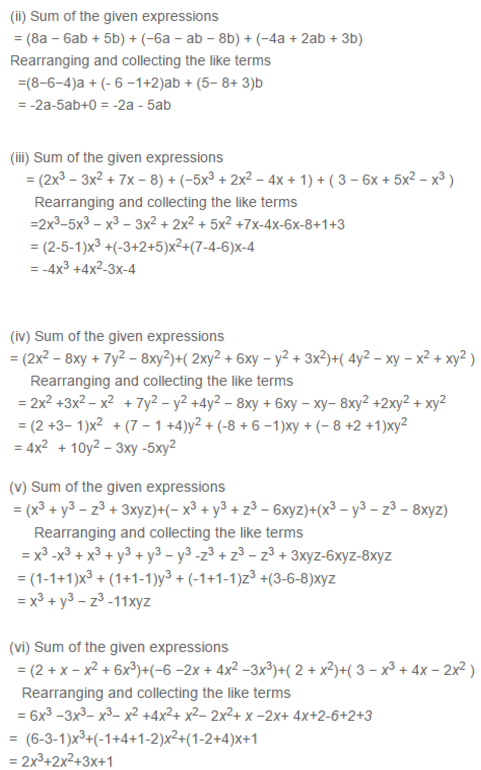 (ii) Sum of the given expressions
= (8a – 6ab + 5b) + (–6a – ab – 8b) + (–4a + 2ab + 3b)
Rearranging and collecting the like terms
=(8–6–4)a + (- 6 –1+2)ab + (5– 8+ 3)b
= -2a-5ab+0 = -2a - 5ab
(iii) Sum of the given expressions
= (2x³ – 3x² + 7x – 8) + (–5x³ + 2x² – 4x + 1) + ( 3 – 6x + 5x² – x³ )
Rearranging and collecting the like terms
=2x³–5x³ – x³ – 3x² + 2x² + 5x² +7x-4x-6x-8+1+3
= (2-5-1)x³ +(-3+2+5)x²+(7-4-6)x-4
= -4x³ +4x²-3x-4
(iv) Sum of the given expressions
= (2x² – 8xy + 7y² – 8xy²)+( 2xy² + 6xy – y² + 3x²)+( 4y² – xy – x² + xy² )
Rearranging and collecting the like terms
= 2x² +3x² – x² + 7y² – y² +4y² – 8xy + 6xy – xy– 8xy² +2xy² + xy²
= (2 +3– 1)x² + (7 – 1 +4)y² + (-8 + 6 –1)xy + (– 8 +2 +1)xy²
= 4x² + 10y² – 3xy -5xy²
(v) Sum of the given expressions
= (x³ + y³ – z³ + 3xyz)+(– x³ + y³ + z³ – 6xyz)+(x³ – y³ – z³ – 8xyz)
Rearranging and collecting the like terms
= x³ -x³ + x³ + y³ + y³ – y³ -z³ + z³ – z³ + 3xyz-6xyz-8xyz
= (1-1+1)x³ + (1+1-1)y³ + (-1+1-1)z³ +(3-6-8)xyz
= x³ + y³ – z³ -11xyz
(vi) Sum of the given expressions
= (2 + x – x² + 6x³)+(–6 –2x + 4x² –3x³)+( 2 + x²)+( 3 – x³ + 4x – 2x² )
Rearranging and collecting the like terms
= 6x³ –3x³– x³– x² +4x²+ x²– 2x²+ x –2x+ 4x+2-6+2+3
= (6-3-1)x³+(-1+4+1-2)x²+(1-2+4)x+1
= 2x³+2x²+3x+1